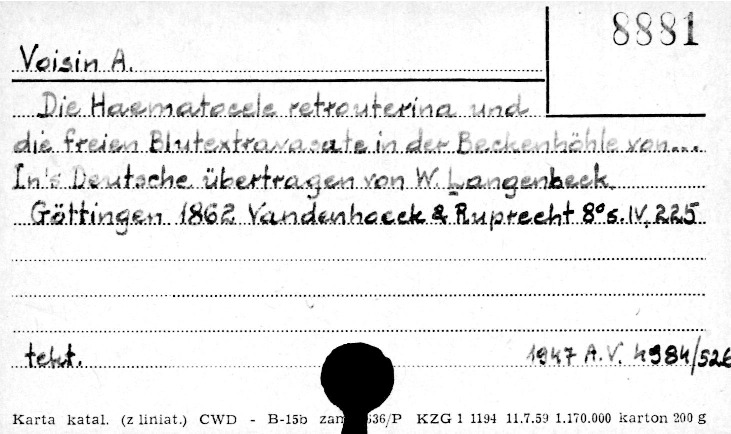 8881
Voisin A.
Die Haematocele retrouterina und
die freien Blutextravasate in der Beckenhöhle von...
In's Deutsche übertragen von W. Langenbeck.
Göttingen 1862 Vandenhoeck & Ruprecht 8° s. IV, 225
tekt. 1947 A.V. 4984/526
Karta katal. (z liniat.) CWD - B-15b zam. 536/P KZG 1 1194 11.7.59 1.170.000 karton 200 g